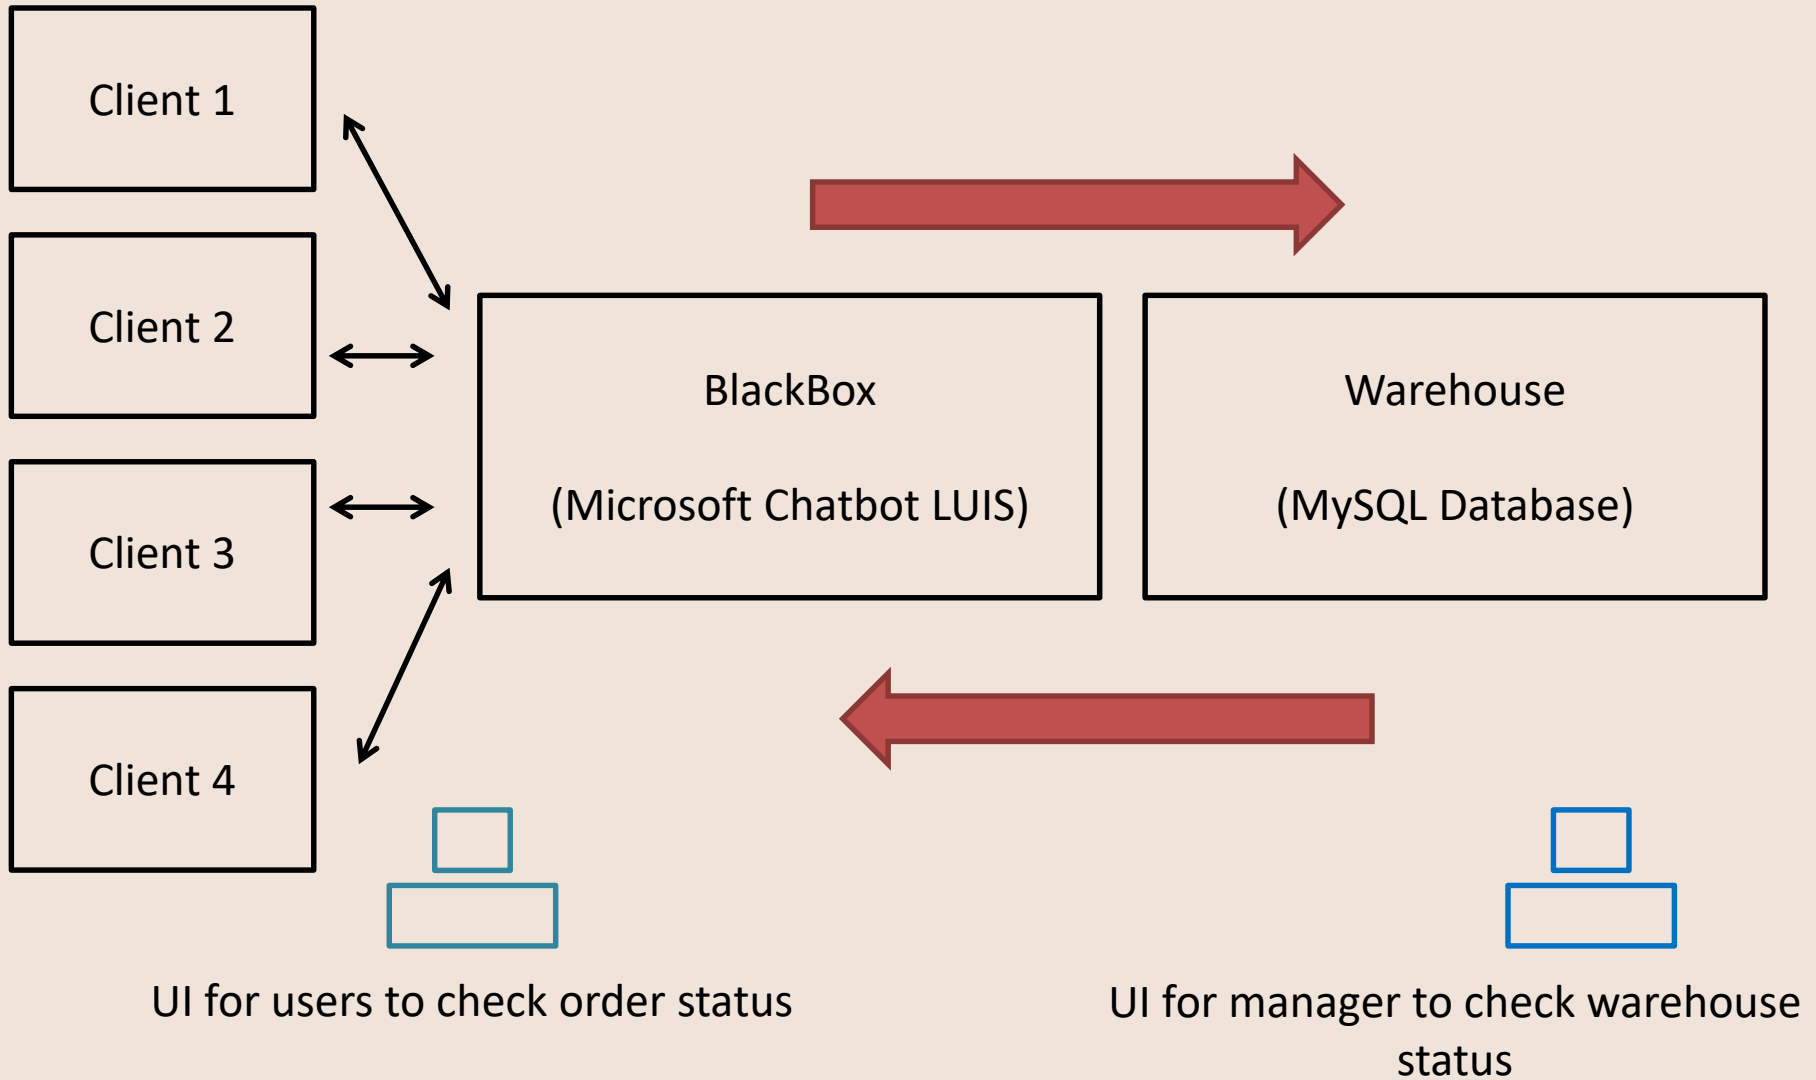 Client 1
Client 2
Client 3
Client 4
BlackBox
(Microsoft Chatbot LUIS)
Warehouse
(MySQL Database)
UI for users to check order status
UI for manager to check warehouse
status